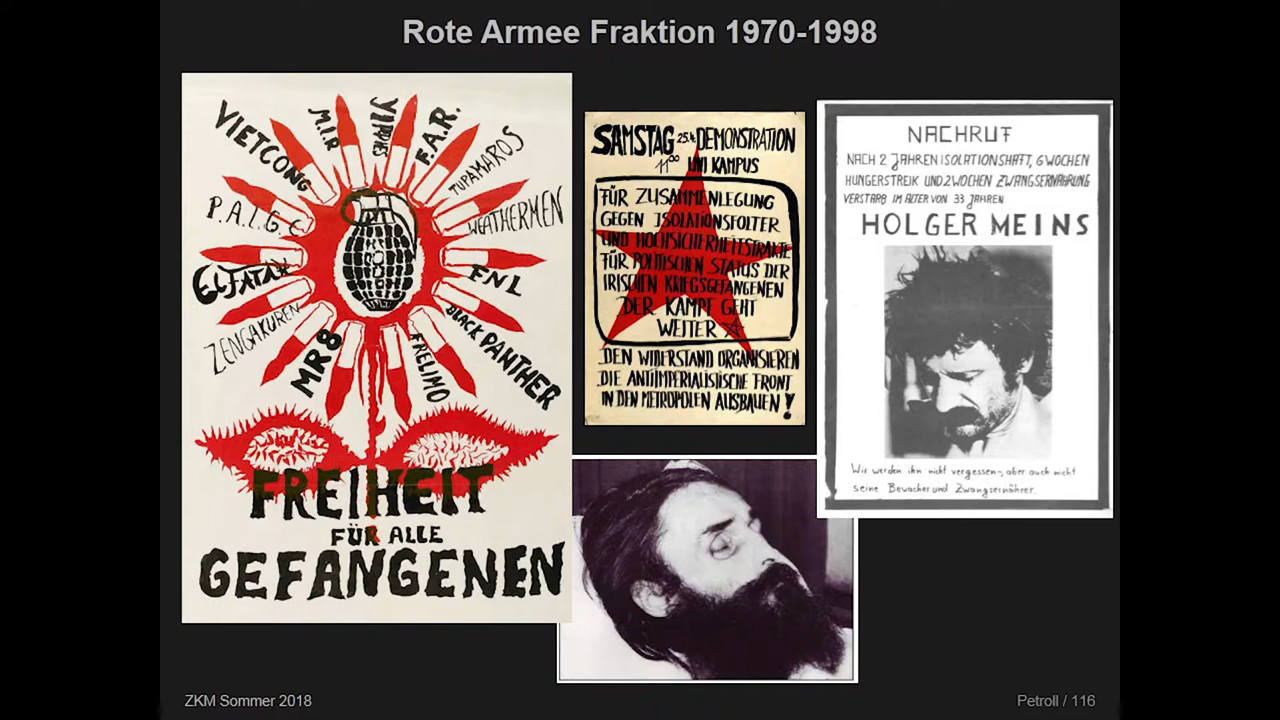 Rote Armee Fraktion 1970-1998
VIETCONG
M.I.R
YIPPIES
F.A.R.
TUPAMAROS
WEATHERMEN
P.A.L.G.C
EL FATAH
FNL
ZENGAKUREN
MR8
FRELIMO
BLACK PANTHER
FREIHEIT
FÜR ALLE
GEFANGENEN
SAMSTAG 25.4. DEMONSTRATION
11⁰⁰ UNI KAMPUS
FÜR ZUSAMMENLEGUNG
GEGEN ISOLATIONSFOLTER
UND HOCHSICHERHEITSTRAKTE
FÜR POLITISCHEN STATUS DER
IRISCHEN KRIEGSGEFANGENEN
DER KAMPF GEHT
WEITER
DEN WIDERSTAND ORGANISIEREN
DIE ANTIIMPERIALISTISCHE FRONT
IN DEN METROPOLEN AUSBAUEN!
NACHRUF
NACH 2 JAHREN ISOLATIONSHAFT, 6 WOCHEN
HUNGERSTREIK UND 2 WOCHEN ZWANGSERNÄHRUNG
VERSTARB IM ALTER VON 33 JAHREN
HOLGER MEINS
Wir werden ihn nicht vergessen-, aber auch nicht
seine Bewacher und Zwangsernährer.
ZKM Sommer 2018
Petroll / 116